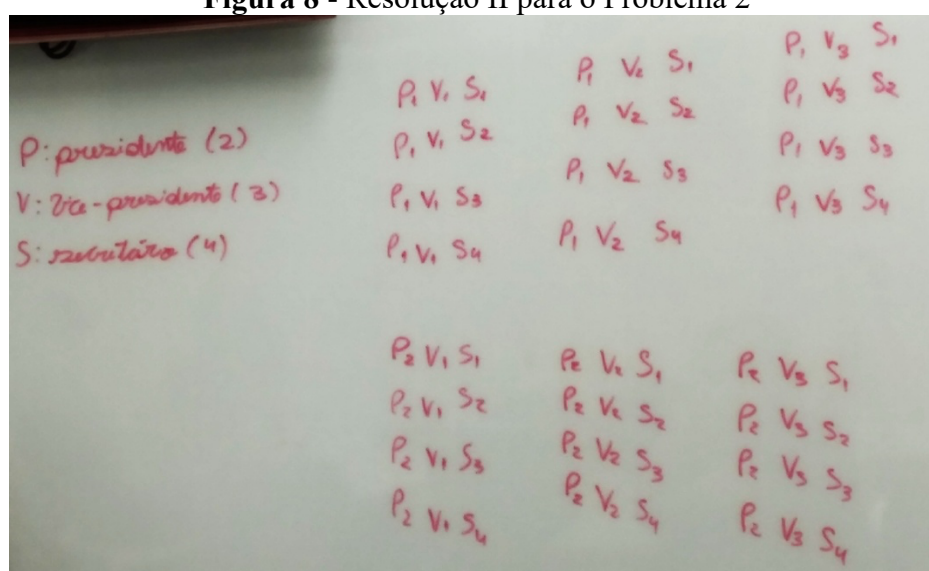 Figura 8 - Resolução II para o Problema 2
P: presidente (2)
V: Vice-presidente (3)
S: secretário (4)
P1 V1 S1
P1 V1 S2
P1 V1 S3
P1 V1 S4
P1 V2 S1
P1 V2 S2
P1 V2 S3
P1 V2 S4
P1 V3 S1
P1 V3 S2
P1 V3 S3
P1 V3 S4
P2 V1 S1
P2 V1 S2
P2 V1 S3
P2 V1 S4
P2 V2 S1
P2 V2 S2
P2 V2 S3
P2 V2 S4
P2 V3 S1
P2 V3 S2
P2 V3 S3
P2 V3 S4